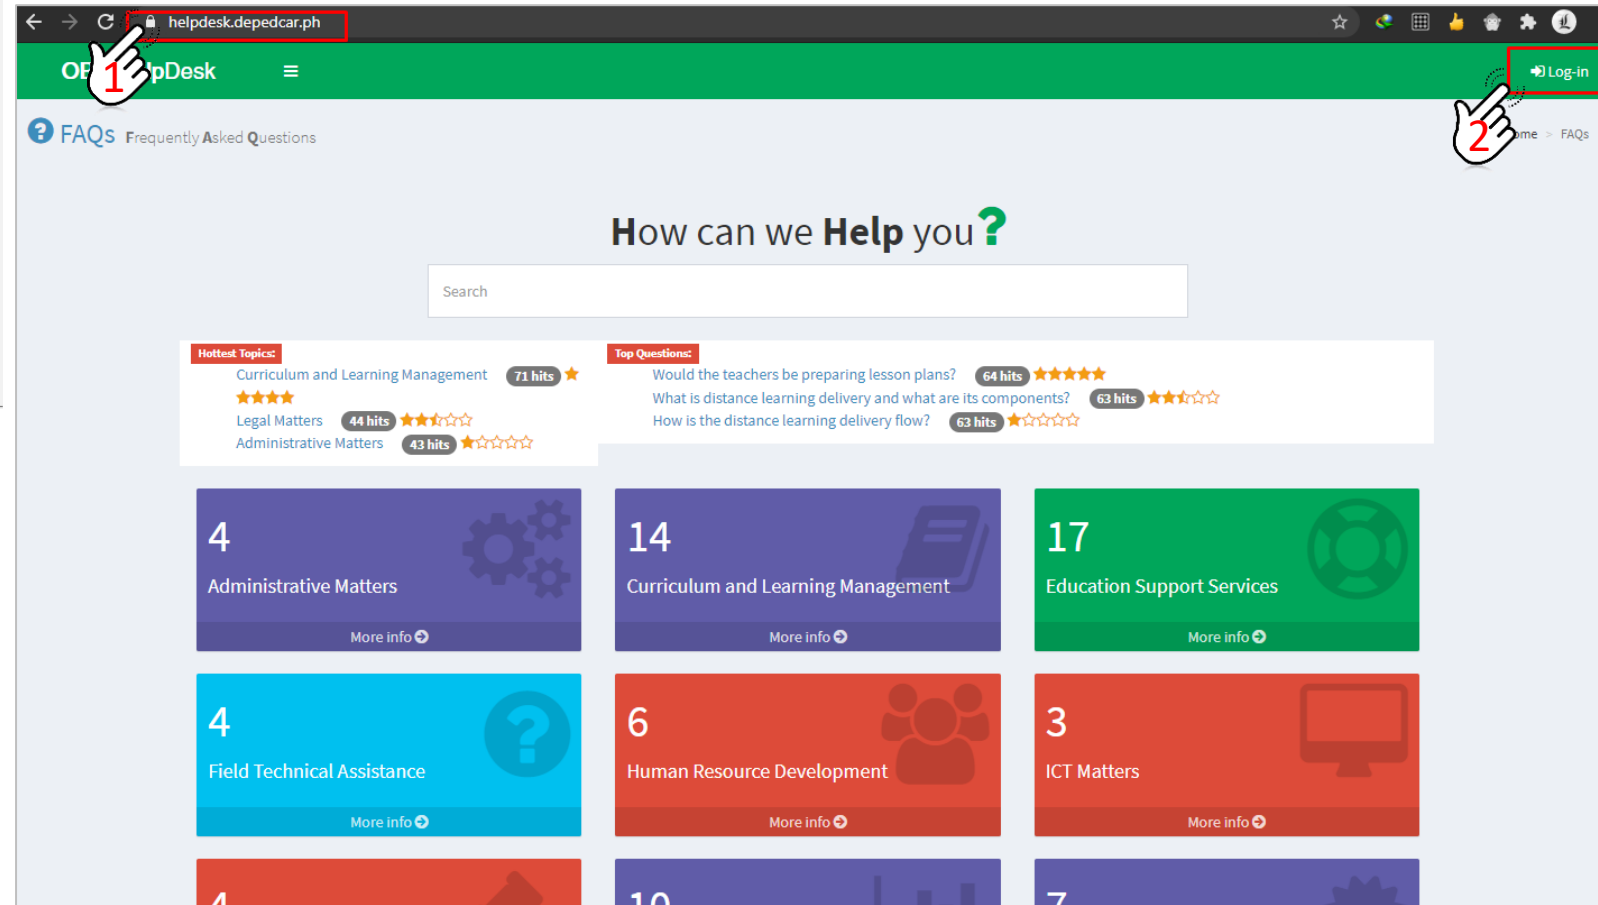 helpdesk.depedcar.ph
1
pDesk
Log-in
2
FAQs Frequently Asked Questions
> FAQs
How can we Help you?
Search
Hottest Topics:
Curriculum and Learning Management 71 hits
Legal Matters 44 hits
Administrative Matters 43 hits
Top Questions:
Would the teachers be preparing lesson plans? 64 hits
What is distance learning delivery and what are its components? 63 hits
How is the distance learning delivery flow? 63 hits
4
Administrative Matters
More info
14
Curriculum and Learning Management
More info
17
Education Support Services
More info
4
Field Technical Assistance
More info
6
Human Resource Development
More info
3
ICT Matters
More info
4
10
7